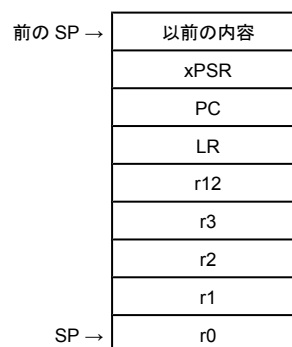 前の SP → 以前の内容
xPSR
PC
LR
r12
r3
r2
r1
SP → r0